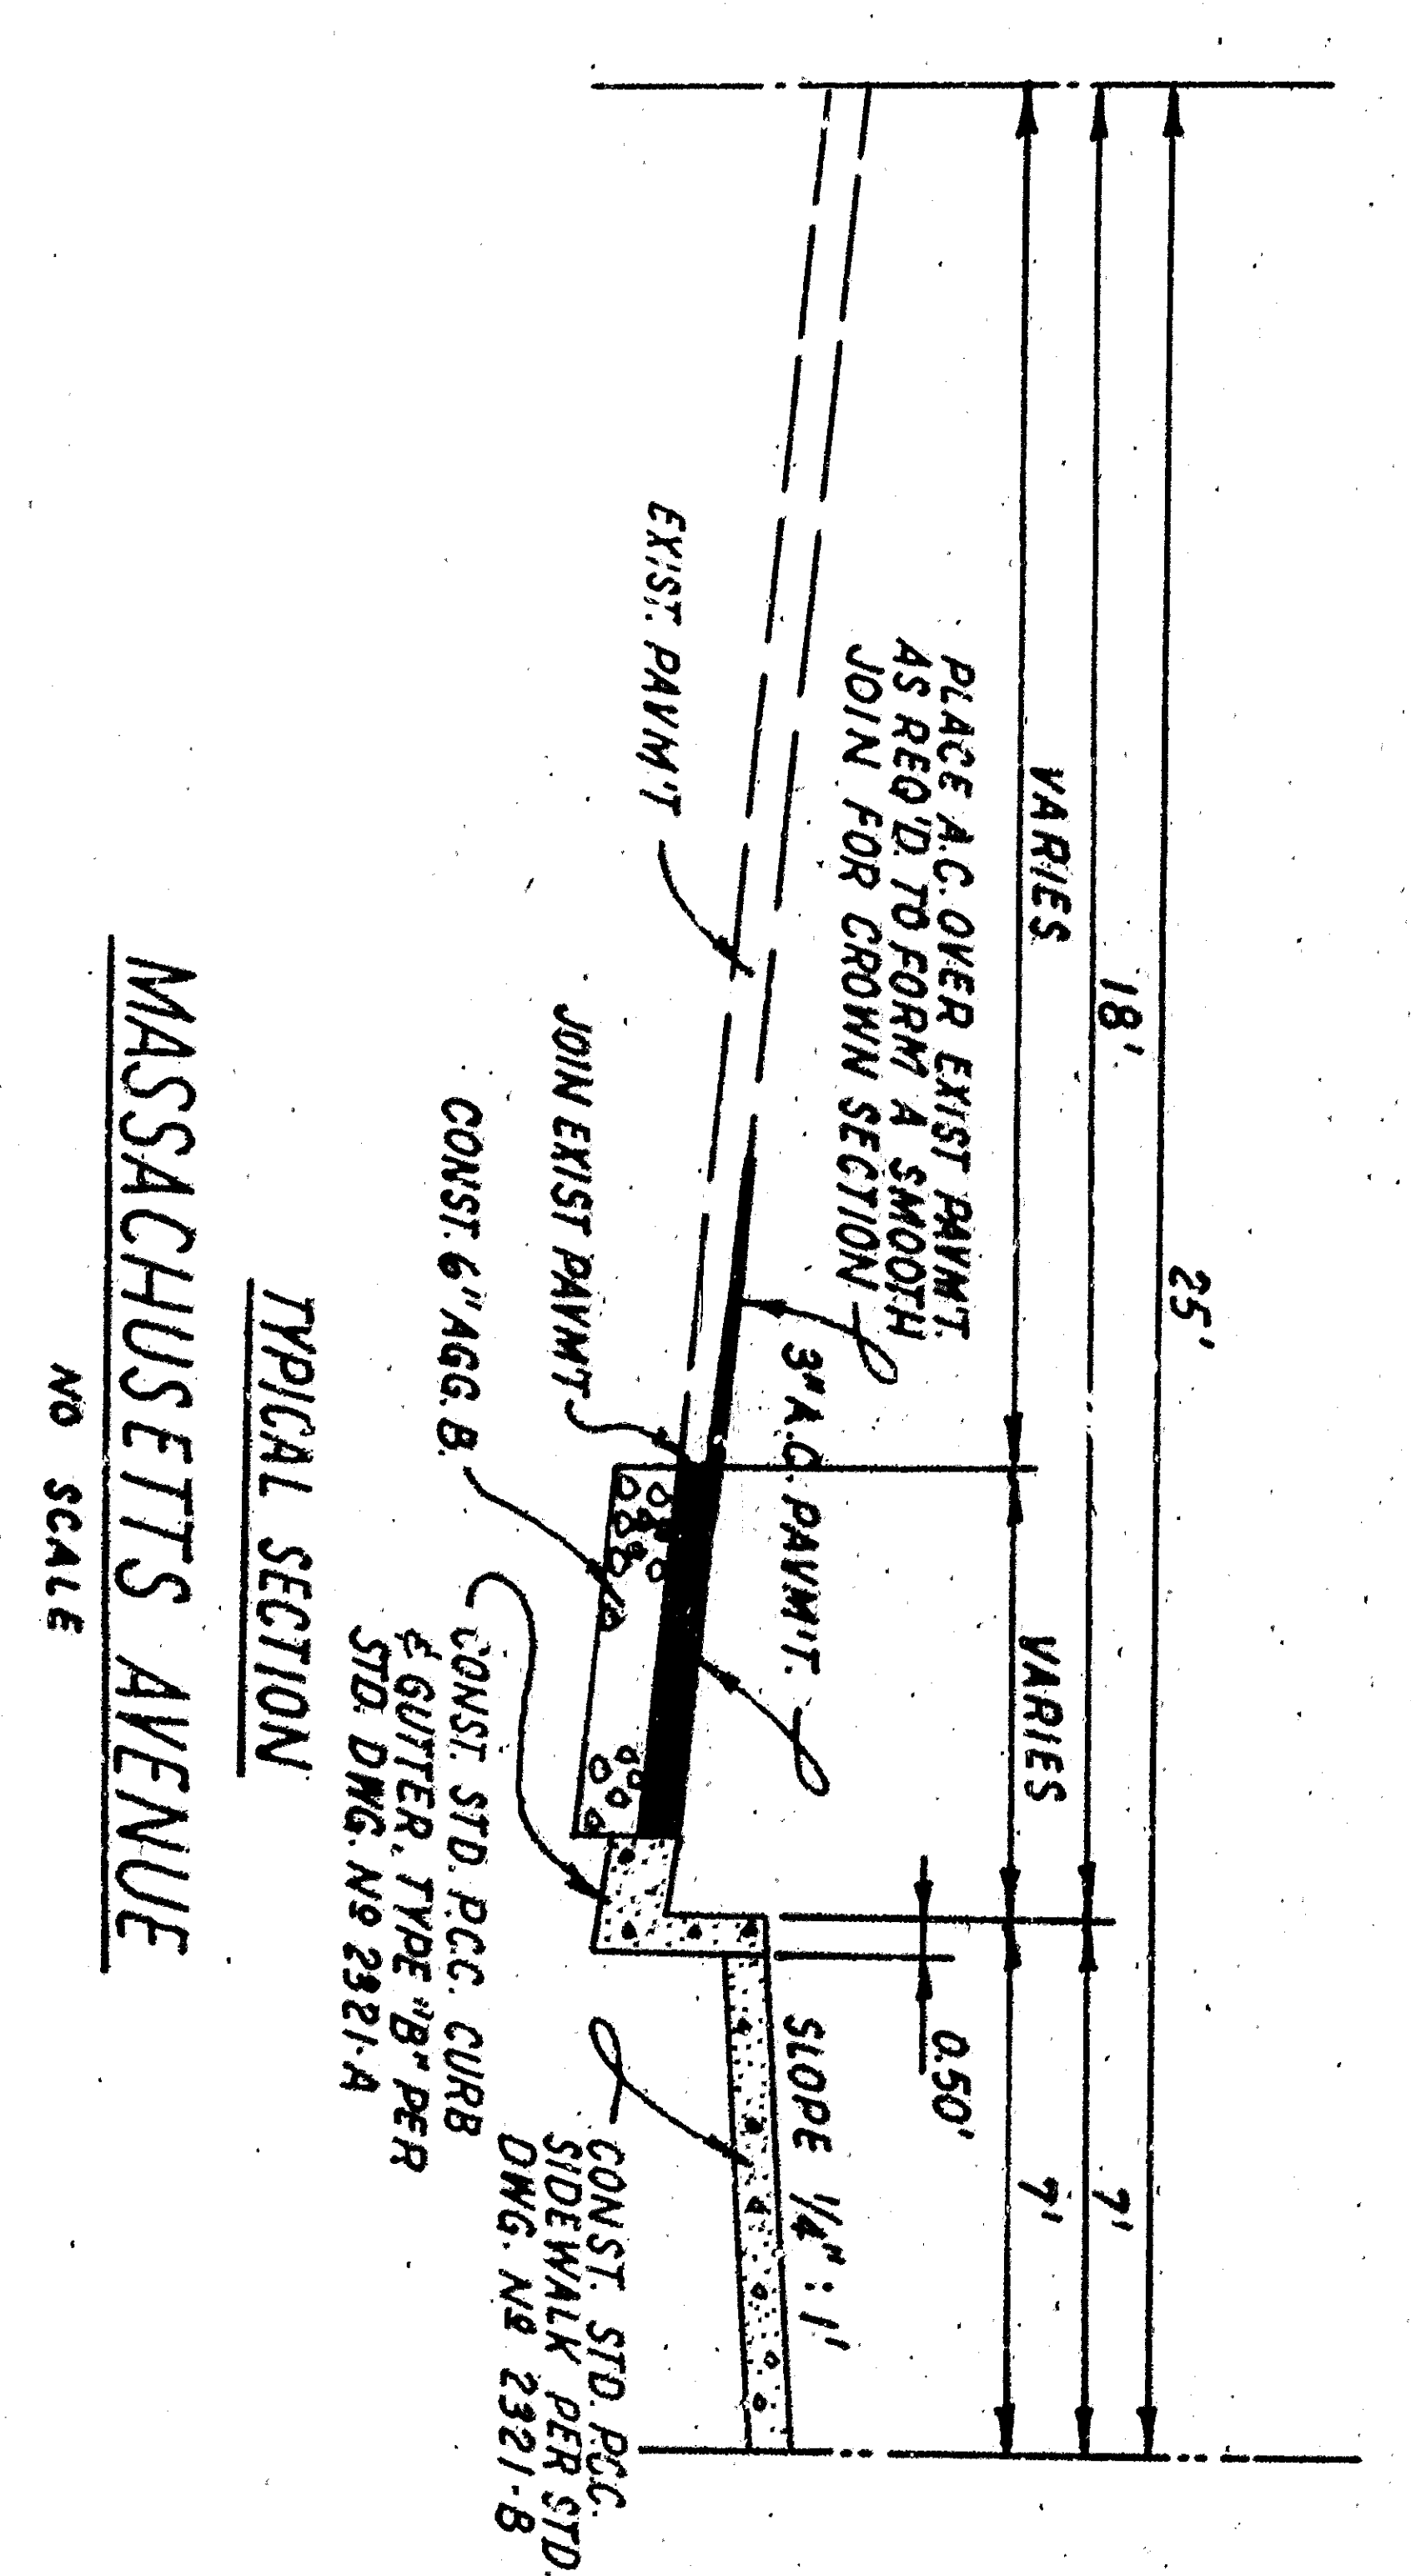 25'
18'
7'
VARIES
VARIES
7'
0.50'
PLACE A.C. OVER EXIST PAVM'T.
AS REQ'D. TO FORM A SMOOTH
JOIN FOR CROWN SECTION
3" A.C. PAVM'T.
SLOPE 1/4" : 1'
EXIST. PAVM'T
JOIN EXIST PAVM'T
CONST. 6" AGG. B.
CONST. STD. P.C.C. CURB
& GUTTER, TYPE "B" PER
STD. DWG. Nº 2321-A
CONST. STD. P.C.C.
SIDEWALK PER STD.
DWG. Nº 2321-B
TYPICAL SECTION
MASSACHUSETTS AVENUE
NO SCALE